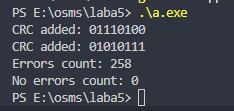 PS E:\osms\laba5> .\a.exe
CRC added: 01110100
CRC added: 01010111
Errors count: 258
No errors count: 0
PS E:\osms\laba5>